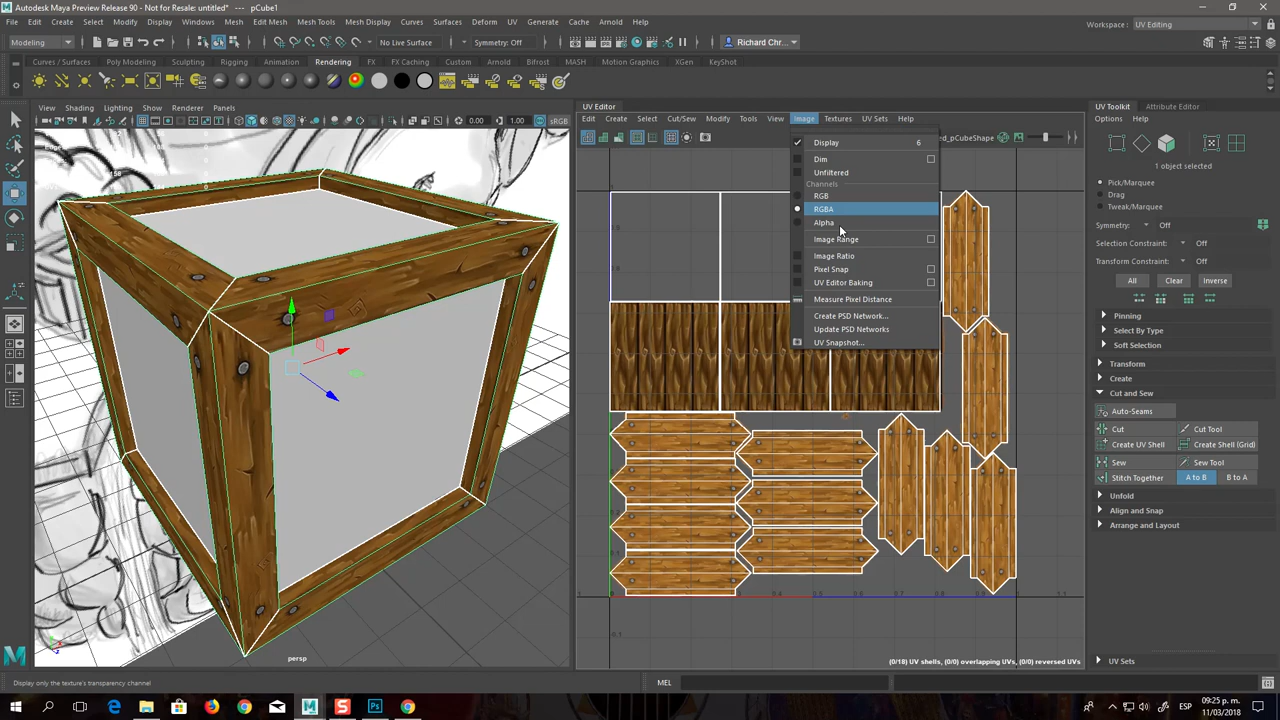 Autodesk Maya Preview Release 90 - Not for Resale: untitled* --- pCube1
File Edit Create Select Modify Display Windows Mesh Edit Mesh Mesh Tools Mesh Display Curves Surfaces Deform UV Generate Cache Arnold Help
Workspace : UV Editing
Modeling
No Live Surface
Symmetry: Off
Richard Chr...
Curves / Surfaces Poly Modeling Sculpting Rigging Animation Rendering FX FX Caching Custom Arnold Bifrost MASH Motion Graphics XGen KeyShot
View Shading Lighting Show Renderer Panels
0.00 1.00 sRGB
persp
UV Editor
Edit Create Select Cut/Sew Modify Tools View Image Textures UV Sets Help
ed_pCubeShape
Display 6
Dim
Unfiltered
Channels
RGB
RGBA
Alpha
Image Range
Image Ratio
Pixel Snap
UV Editor Baking
Measure Pixel Distance
Create PSD Network...
Update PSD Networks
UV Snapshot...
(0/18) UV shells, (0/0) overlapping UVs, (0/0) reversed UVs
UV Toolkit Attribute Editor
Options Help
1 object selected
Pick/Marquee
Drag
Tweak/Marquee
Symmetry: Off
Selection Constraint: Off
Transform Constraint: Off
All Clear Inverse
Pinning
Select By Type
Soft Selection
Transform
Create
Cut and Sew
Auto-Seams
Cut Cut Tool
Create UV Shell Create Shell (Grid)
Sew Sew Tool
Stitch Together A to B B to A
Unfold
Align and Snap
Arrange and Layout
UV Sets
Display only the texture's transparency channel
MEL
ESP
09:25 p. m.
11/03/2018